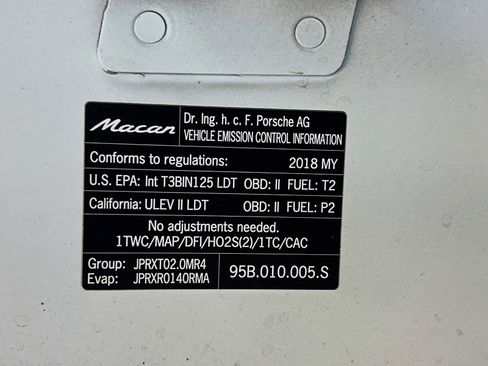 Macan
Dr. Ing. h. c. F. Porsche AG
VEHICLE EMISSION CONTROL INFORMATION
Conforms to regulations: 2018 MY
U.S. EPA: Int T3BIN125 LDT OBD: II FUEL: T2
California: ULEV II LDT OBD: II FUEL: P2
No adjustments needed.
1TWC/MAP/DFI/HO2S(2)/1TC/CAC
Group: JPRXT02.0MR4
Evap: JPRXR0140RMA
95B.010.005.S